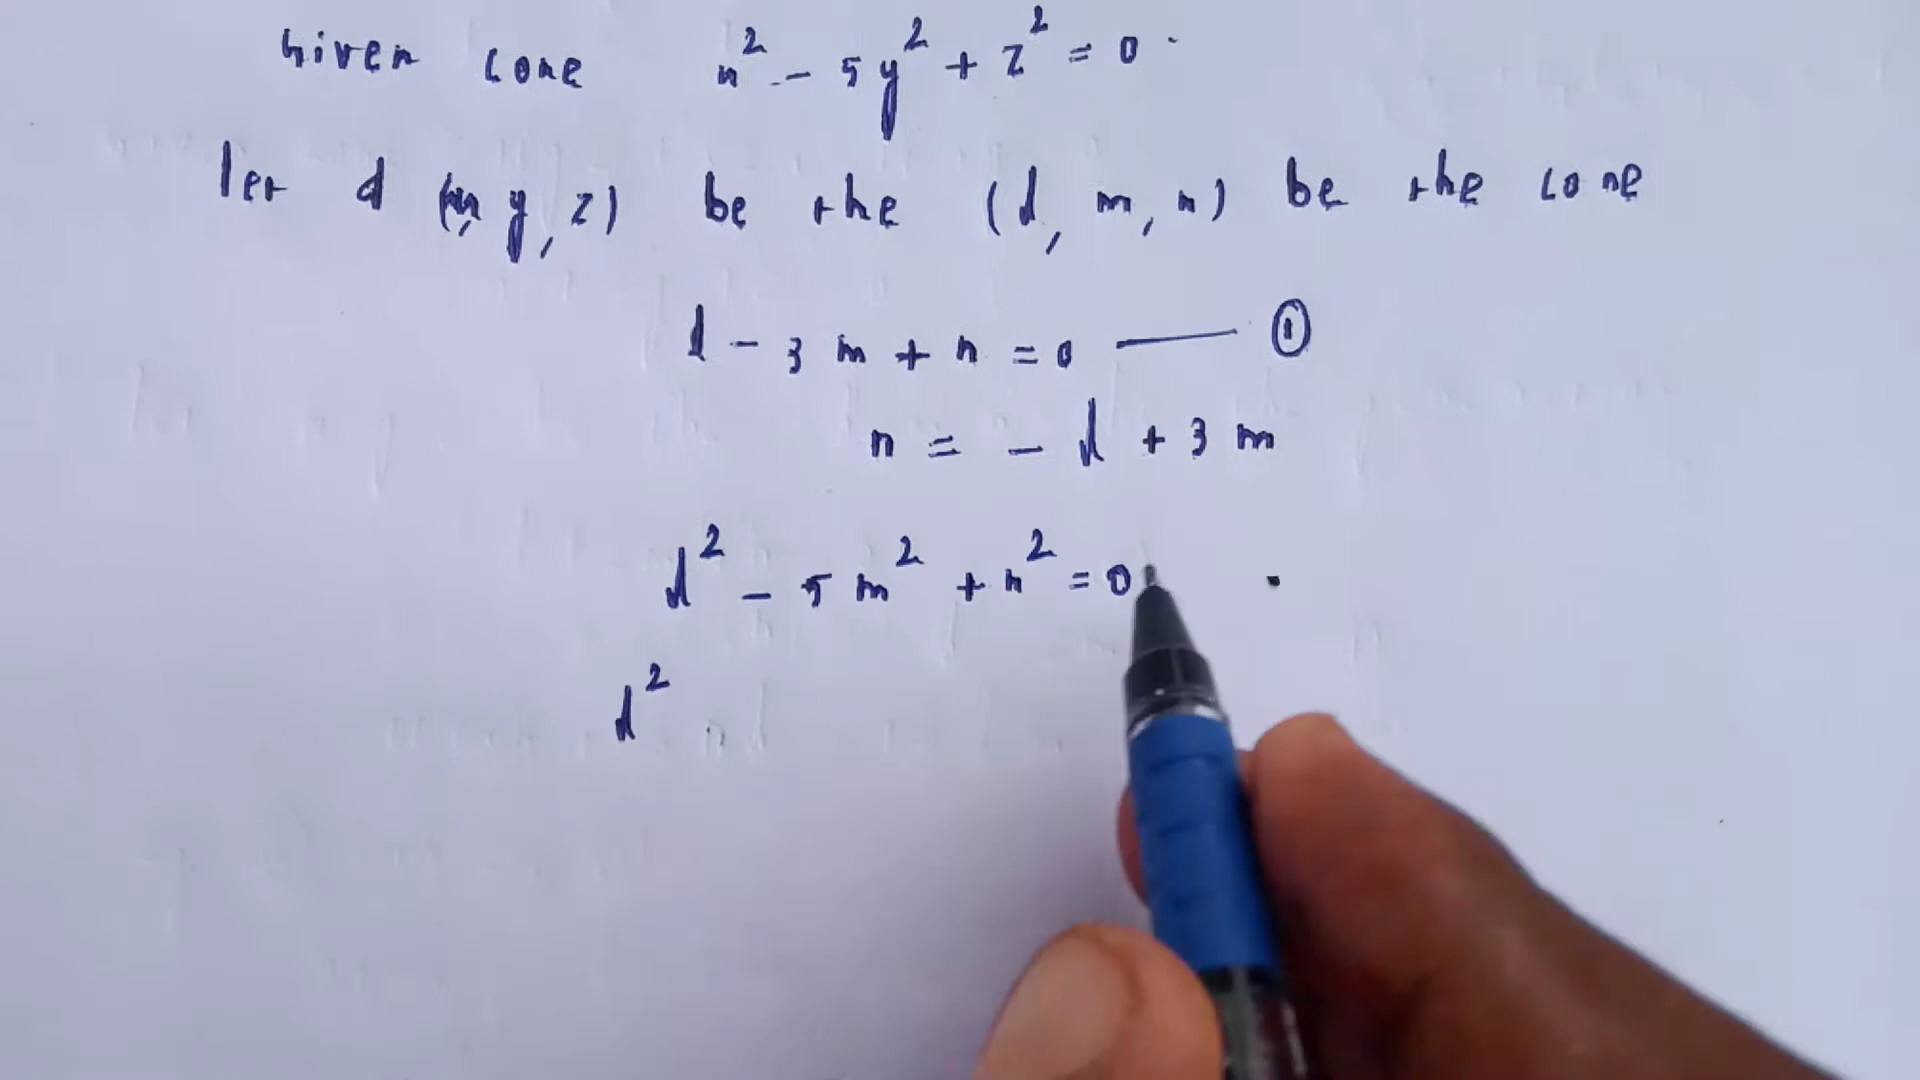 Given cone x² - 5y² + z² = 0.
let d (x, y, z) be the (l, m, n) be the cone
l - 3m + n = 0 —— ①
n = - l + 3m
l² - 5m² + n² = 0
l²